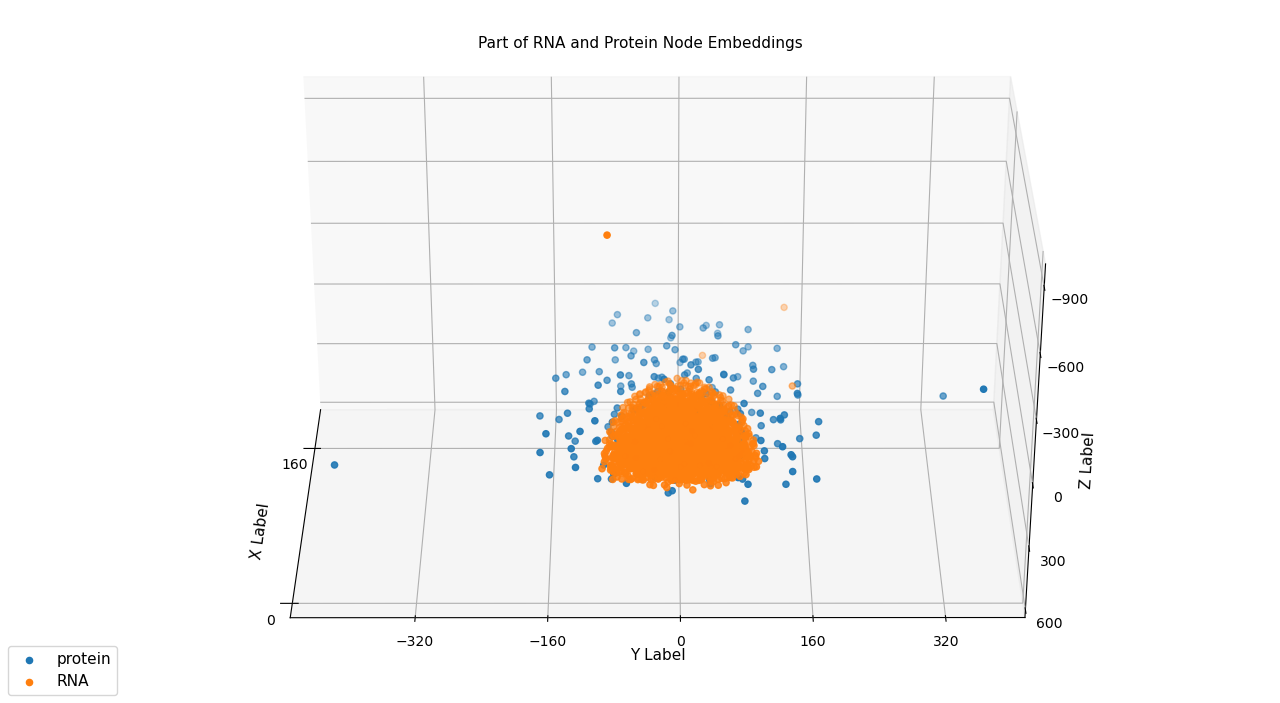 Part of RNA and Protein Node Embeddings
−900
−600
−300
0
300
600
Z Label
160
0
X Label
−320
−160
0
160
320
Y Label
protein
RNA